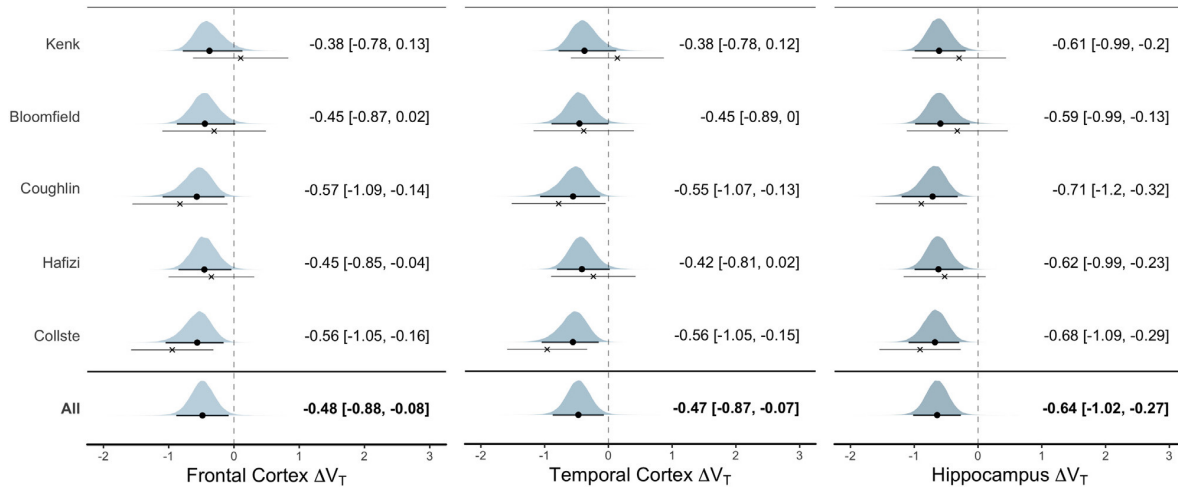 Kenk -0.38 [-0.78, 0.13] -0.38 [-0.78, 0.12] -0.61 [-0.99, -0.2]
Bloomfield -0.45 [-0.87, 0.02] -0.45 [-0.89, 0] -0.59 [-0.99, -0.13]
Coughlin -0.57 [-1.09, -0.14] -0.55 [-1.07, -0.13] -0.71 [-1.2, -0.32]
Hafizi -0.45 [-0.85, -0.04] -0.42 [-0.81, 0.02] -0.62 [-0.99, -0.23]
Collste -0.56 [-1.05, -0.16] -0.56 [-1.05, -0.15] -0.68 [-1.09, -0.29]
All -0.48 [-0.88, -0.08] -0.47 [-0.87, -0.07] -0.64 [-1.02, -0.27]
-2 -1 0 1 2 3 -2 -1 0 1 2 3 -2 -1 0 1 2 3
Frontal Cortex ΔV_T Temporal Cortex ΔV_T Hippocampus ΔV_T